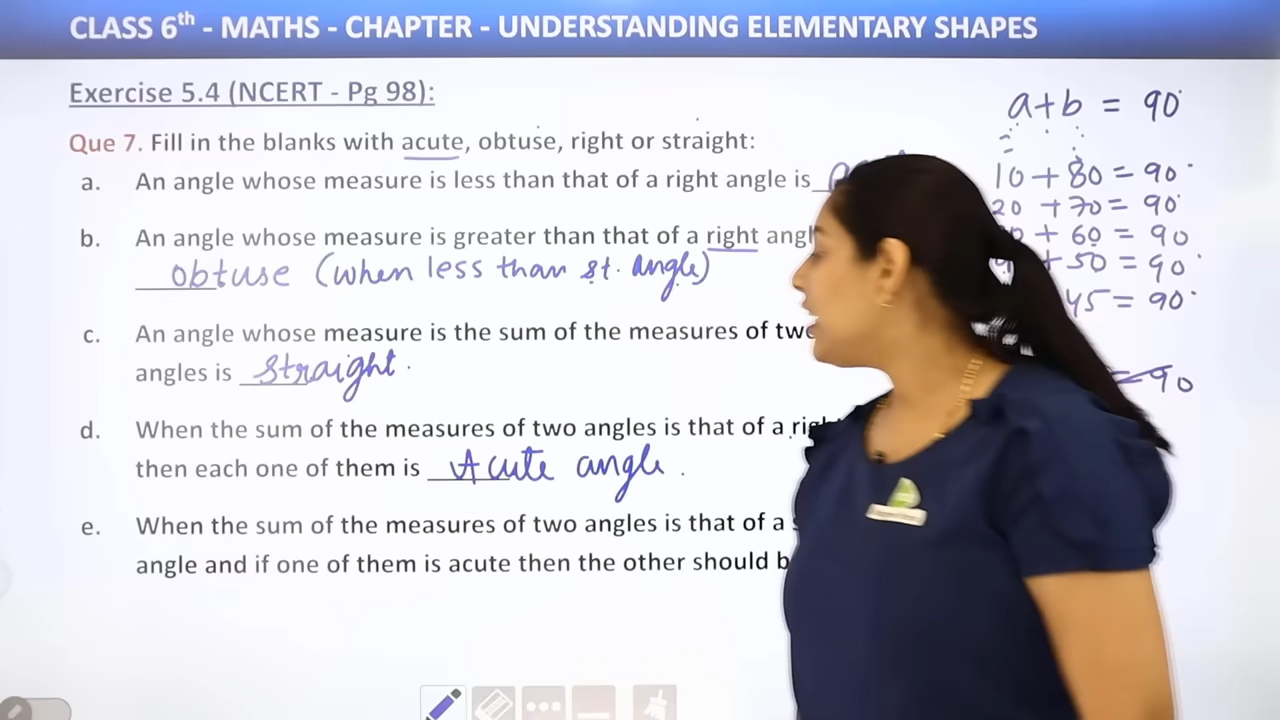 CLASS 6th - MATHS - CHAPTER - UNDERSTANDING ELEMENTARY SHAPES
Exercise 5.4 (NCERT - Pg 98):
Que 7. Fill in the blanks with acute, obtuse, right or straight:
a. An angle whose measure is less than that of a right angle is
b. An angle whose measure is greater than that of a right
obtuse (when less than st. angle)
c. An angle whose measure is the sum of the measures of
angles is straight.
d. When the sum of the measures of two angles is that of a
then each one of them is Acute angle.
e. When the sum of the measures of two angles is that of a
angle and if one of them is acute then the other should
a+b = 90°
10 + 80 = 90°
20 + 70 = 90°
+ 60 = 90
+ 50 = 90°
45 = 90°
= 90